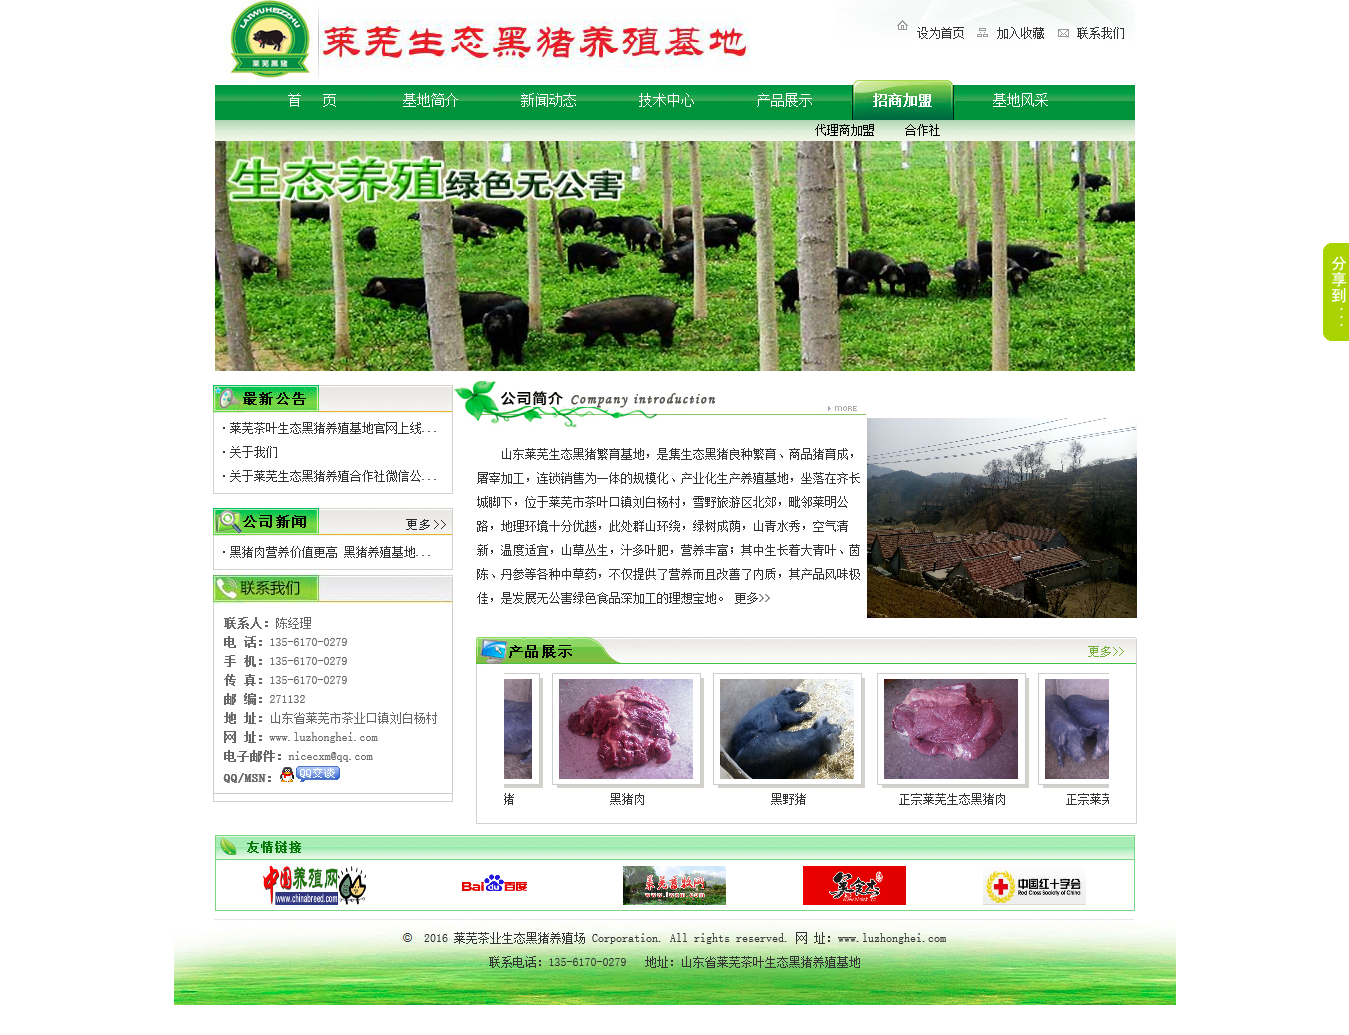 LAIWUHEIZHU
莱芜黑猪
莱芜生态黑猪养殖基地
设为首页 加入收藏 联系我们
首 页 基地简介 新闻动态 技术中心 产品展示 招商加盟 基地风采
代理商加盟 合作社
生态养殖绿色无公害
分享到...
最新公告
· 莱芜茶叶生态黑猪养殖基地官网上线...
· 关于我们
· 关于莱芜生态黑猪养殖合作社微信公...
公司新闻 更多>>
· 黑猪肉营养价值更高 黑猪养殖基地...
联系我们
联系人：陈经理
电 话：135-6170-0279
手 机：135-6170-0279
传 真：135-6170-0279
邮 编：271132
地 址：山东省莱芜市茶业口镇刘白杨村
网 址：www.luzhonghei.com
电子邮件：nicecxm@qq.com
QQ/MSN：QQ交谈
公司简介 Company introduction
MORE
山东莱芜生态黑猪繁育基地，是集生态黑猪良种繁育、商品猪育成，
屠宰加工，连锁销售为一体的规模化、产业化生产养殖基地，坐落在齐长
城脚下，位于莱芜市茶叶口镇刘白杨村，雪野旅游区北郊，毗邻莱明公
路，地理环境十分优越，此处群山环绕，绿树成荫，山青水秀，空气清
新，温度适宜，山草丛生，汁多叶肥，营养丰富；其中生长着大青叶、茵
陈、丹参等各种中草药，不仅提供了营养而且改善了内质，其产品风味极
佳，是发展无公害绿色食品深加工的理想宝地。 更多>>
产品展示 更多>>
猪 黑猪肉 黑野猪 正宗莱芜生态黑猪肉 正宗莱芜
友情链接
中国养殖网
www.chinabreed.com
Bai百度
莱芜畜牧网
中国红十字会
Red Cross Society of China
© 2016 莱芜茶业生态黑猪养殖场 Corporation. All rights reserved. 网 址：www.luzhonghei.com
联系电话：135-6170-0279 地址：山东省莱芜茶叶生态黑猪养殖基地